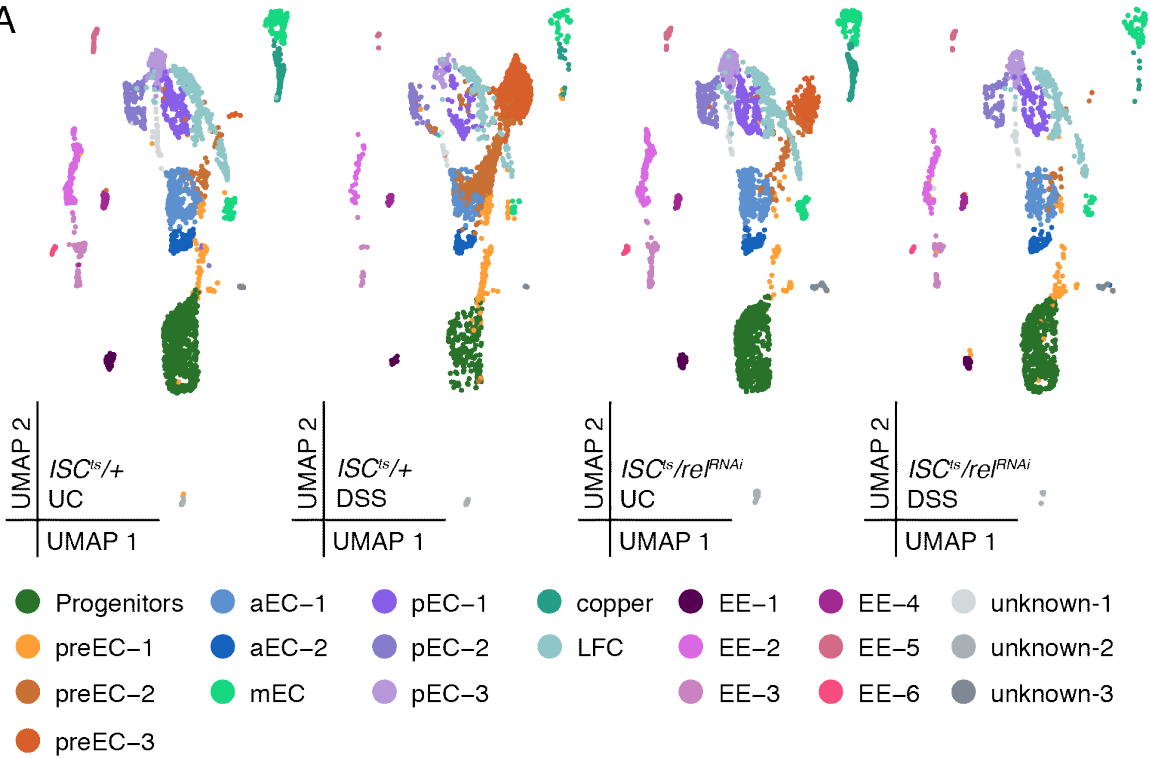 A
UMAP 2
ISCts/+
UC
UMAP 1
UMAP 2
ISCts/+
DSS
UMAP 1
UMAP 2
ISCts/relRNAi
UC
UMAP 1
UMAP 2
ISCts/relRNAi
DSS
UMAP 1
Progenitors aEC−1 pEC−1 copper EE−1 EE−4 unknown-1
preEC−1 aEC−2 pEC−2 LFC EE−2 EE−5 unknown-2
preEC−2 mEC pEC−3 EE−3 EE−6 unknown-3
preEC−3